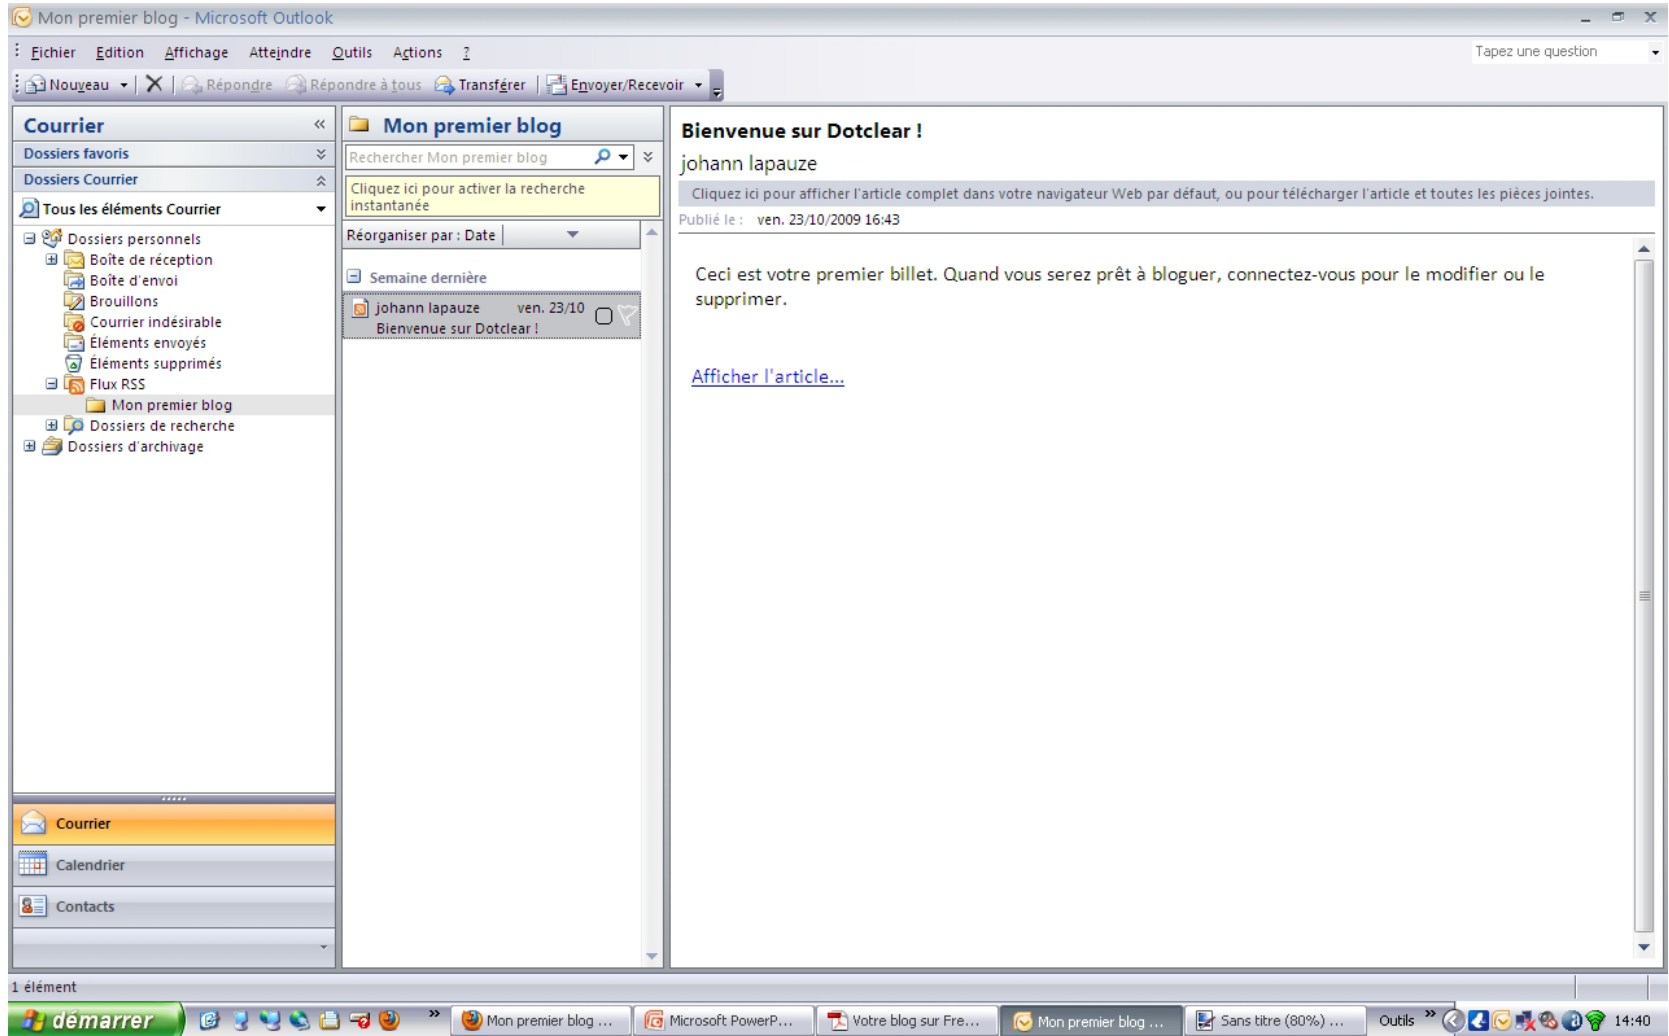 Mon premier blog - Microsoft Outlook
Fichier Edition Affichage Atteindre Outils Actions ?
Tapez une question
Nouveau Répondre Répondre à tous Transférer Envoyer/Recevoir
Courrier
Dossiers favoris
Dossiers Courrier
Tous les éléments Courrier
Dossiers personnels
Boîte de réception
Boîte d'envoi
Brouillons
Courrier indésirable
Éléments envoyés
Éléments supprimés
Flux RSS
Mon premier blog
Dossiers de recherche
Dossiers d'archivage
Courrier
Calendrier
Contacts
Mon premier blog
Rechercher Mon premier blog
Cliquez ici pour activer la recherche
instantanée
Réorganiser par : Date
Semaine dernière
johann lapauze ven. 23/10
Bienvenue sur Dotclear !
Bienvenue sur Dotclear !
johann lapauze
Cliquez ici pour afficher l'article complet dans votre navigateur Web par défaut, ou pour télécharger l'article et toutes les pièces jointes.
Publié le : ven. 23/10/2009 16:43
Ceci est votre premier billet. Quand vous serez prêt à bloguer, connectez-vous pour le modifier ou le
supprimer.
Afficher l'article...
1 élément
démarrer Mon premier blog ... Microsoft PowerP... Votre blog sur Fre... Mon premier blog ... Sans titre (80%) ... Outils 14:40